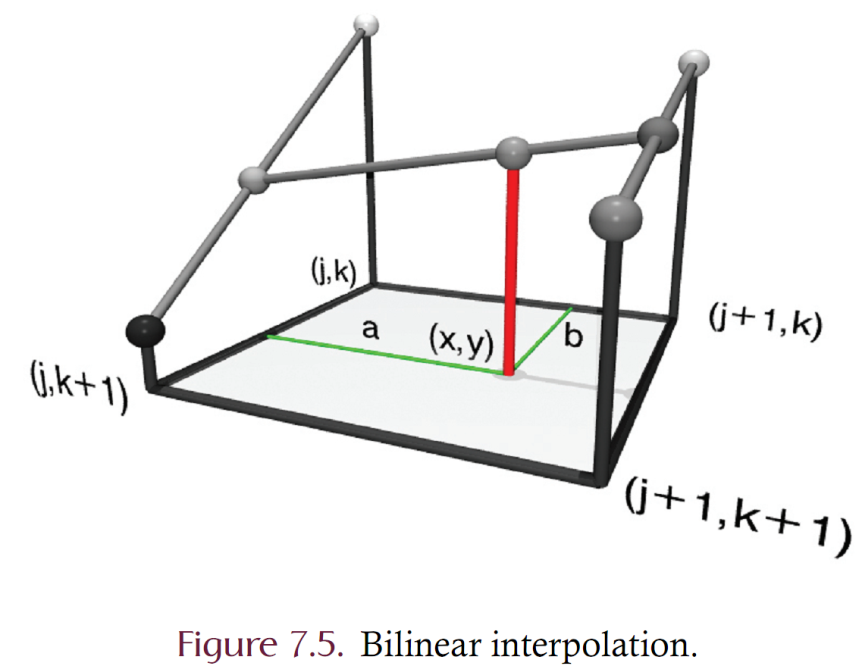 (j,k)
a
(x,y)
b
(j+1,k)
(j,k+1)
(j+1,k+1)
Figure 7.5. Bilinear interpolation.